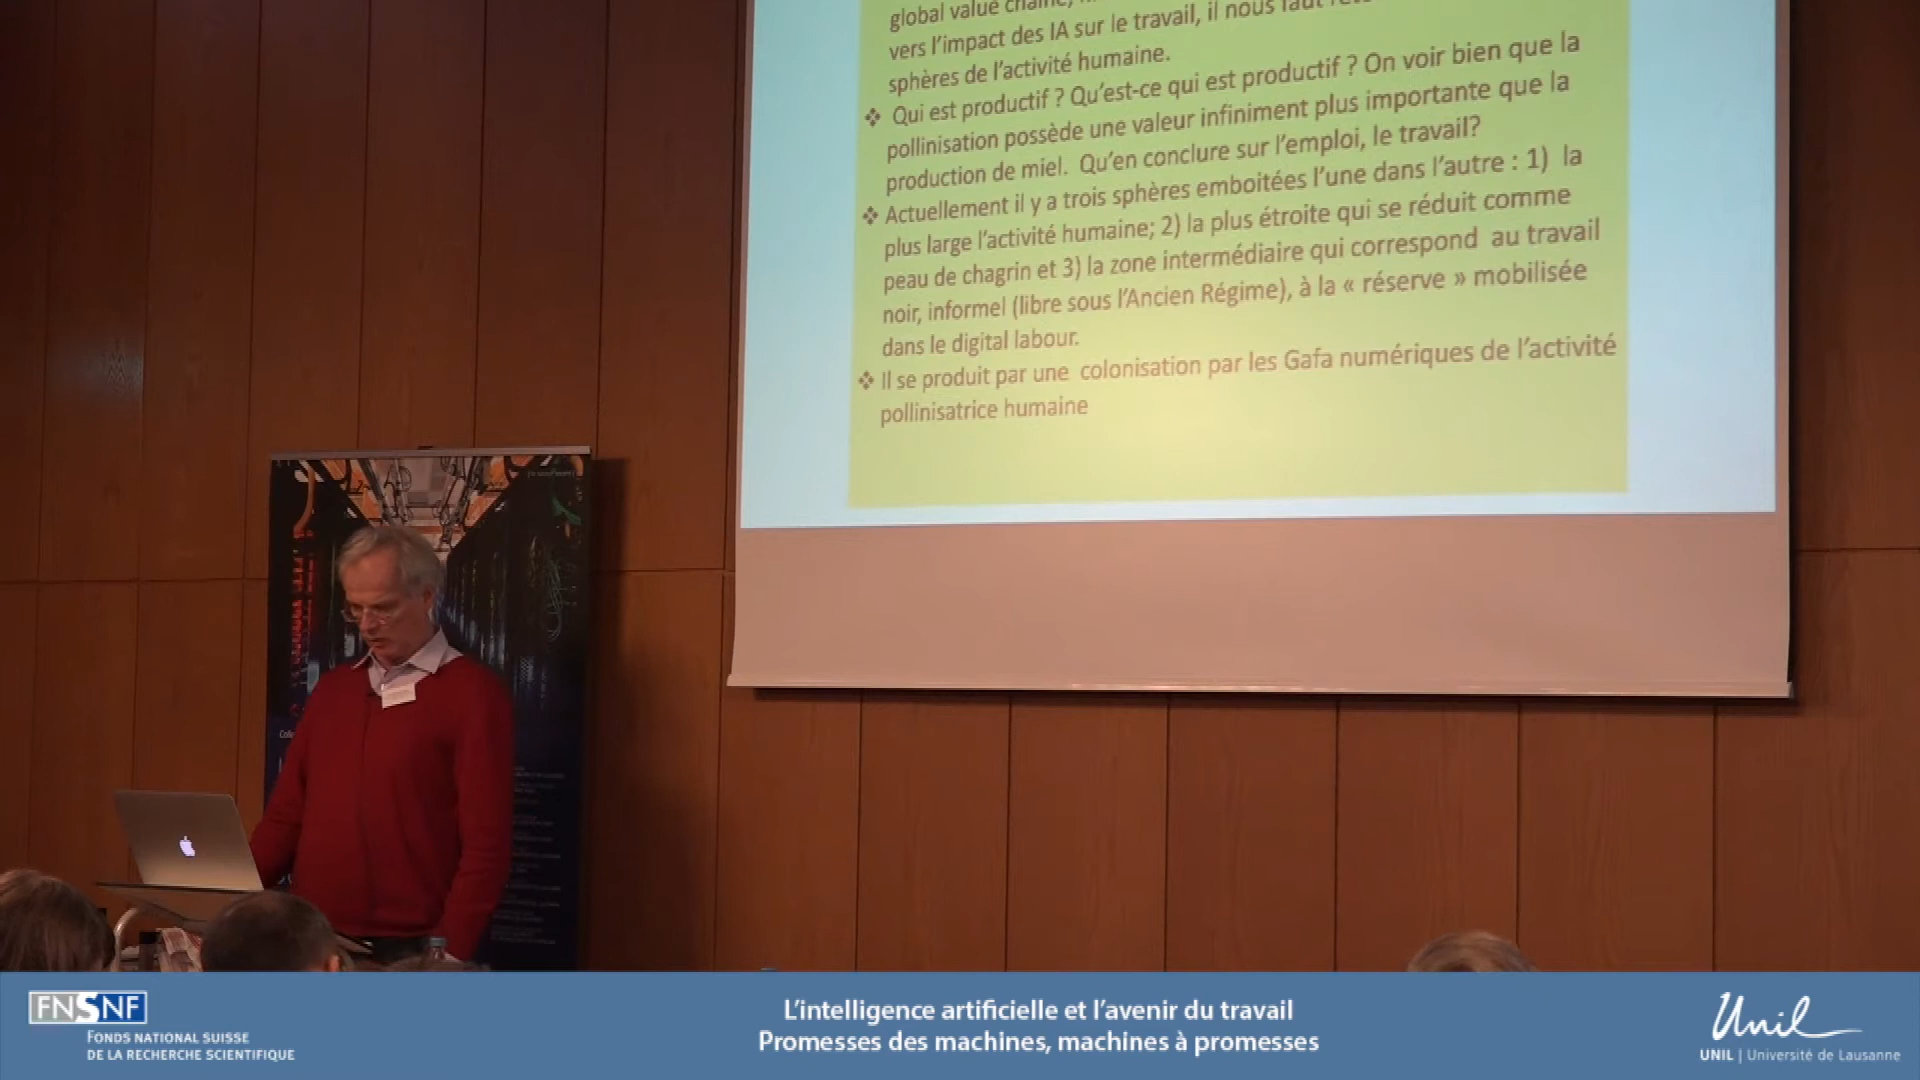 global value chaine,
vers l'impact des IA sur le travail, il nous faut
sphères de l'activité humaine.
❖ Qui est productif ? Qu'est-ce qui est productif ? On voir bien que la
pollinisation possède une valeur infiniment plus importante que la
production de miel. Qu'en conclure sur l'emploi, le travail?
❖ Actuellement il y a trois sphères emboitées l'une dans l'autre : 1) la
plus large l'activité humaine; 2) la plus étroite qui se réduit comme
peau de chagrin et 3) la zone intermédiaire qui correspond au travail
noir, informel (libre sous l'Ancien Régime), à la « réserve » mobilisée
dans le digital labour.
❖ Il se produit par une colonisation par les Gafa numériques de l'activité
pollinisatrice humaine
FNSNF
FONDS NATIONAL SUISSE
DE LA RECHERCHE SCIENTIFIQUE
L'intelligence artificielle et l'avenir du travail
Promesses des machines, machines à promesses
Unil
UNIL | Université de Lausanne